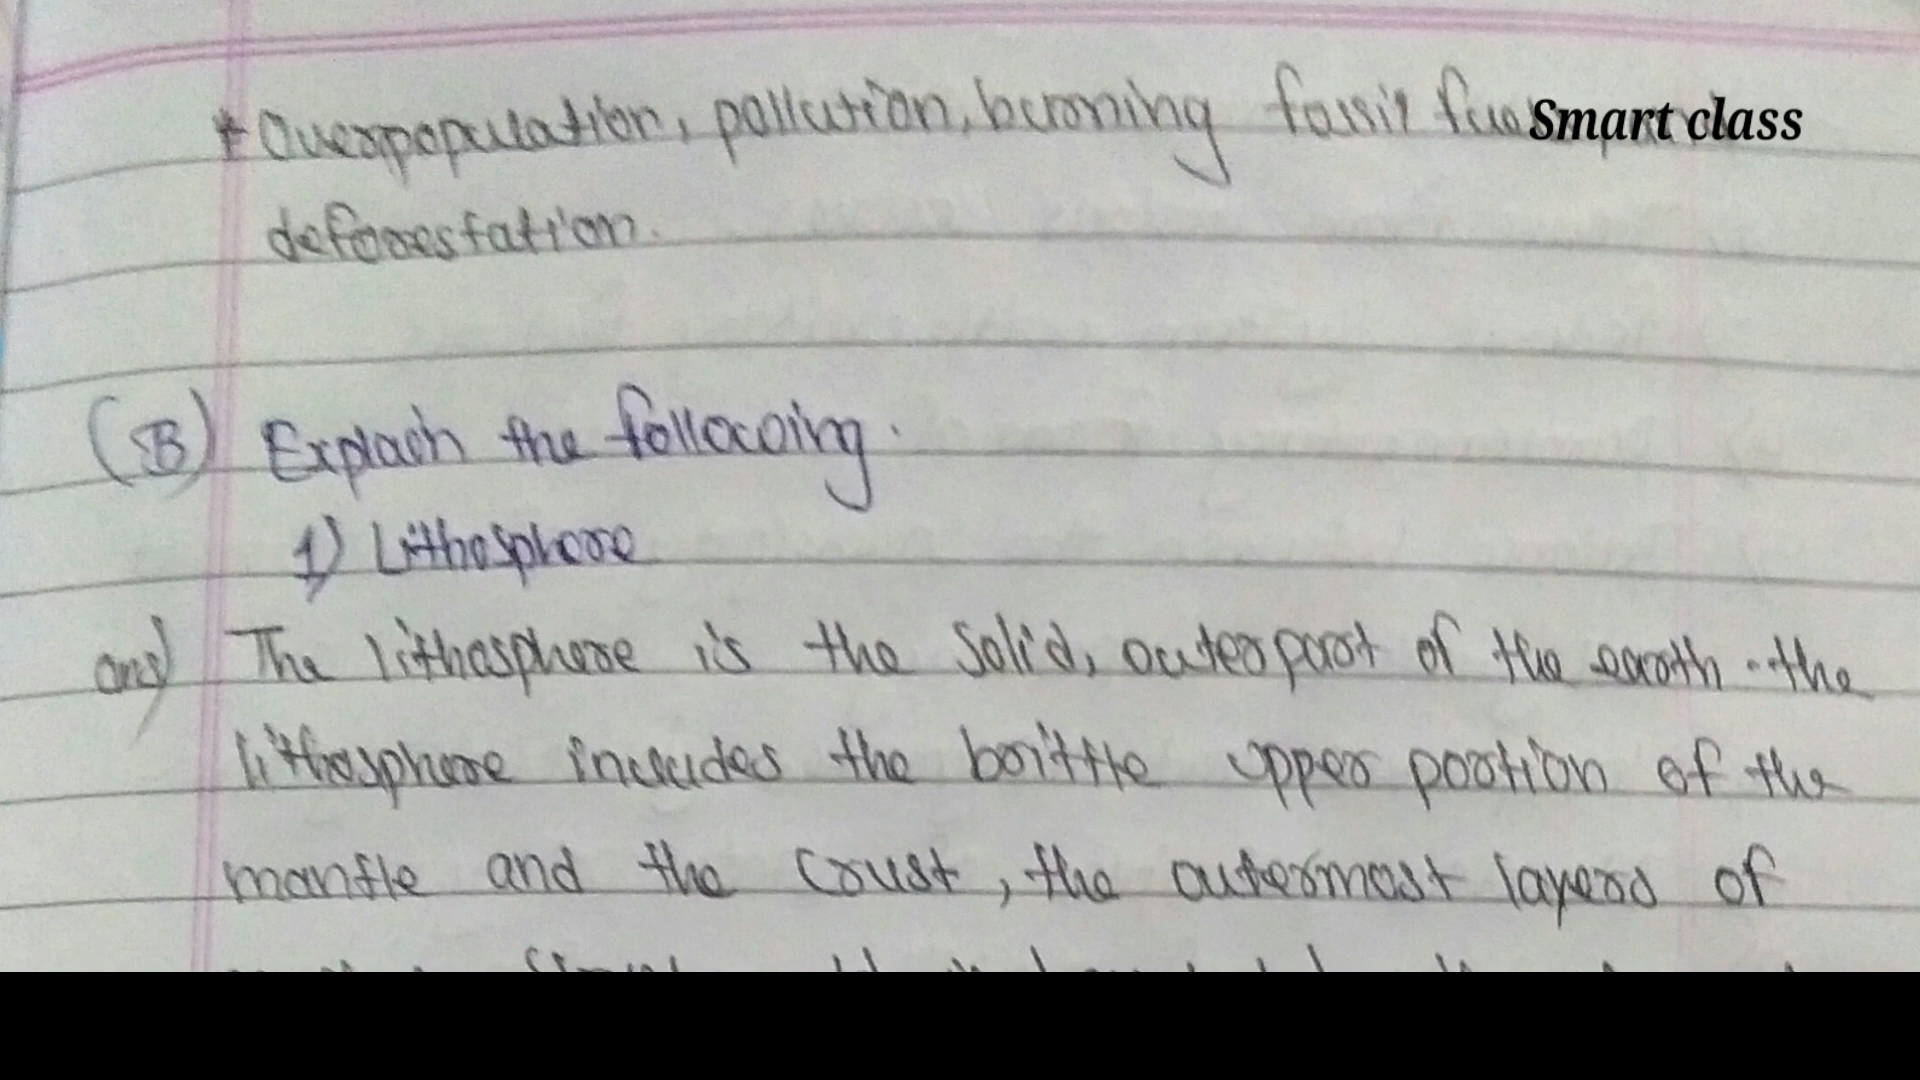 * Overpopulation, pollution, burning fossil
Smart class
deforestation.
(B) Explain the following.
1) Lithosphere
ans) The lithosphere is the solid, outer part of the earth. the
lithosphere includes the brittle upper portion of the
mantle and the crust, the outermost layers of